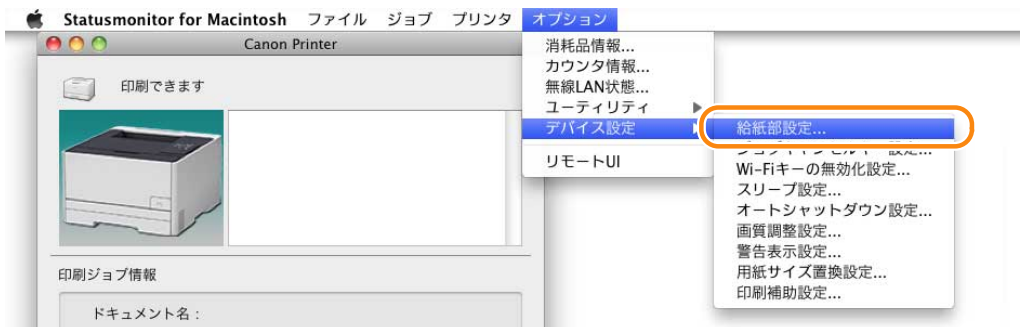 Statusmonitor for Macintosh ファイル ジョブ プリンタ オプション
Canon Printer
印刷できます
印刷ジョブ情報
ドキュメント名：
消耗品情報...
カウンタ情報...
無線LAN状態...
ユーティリティ
デバイス設定
リモートUI
給紙部設定...
Wi-Fiキーの無効化設定...
スリープ設定...
オートシャットダウン設定...
画質調整設定...
警告表示設定...
用紙サイズ置換設定...
印刷補助設定...